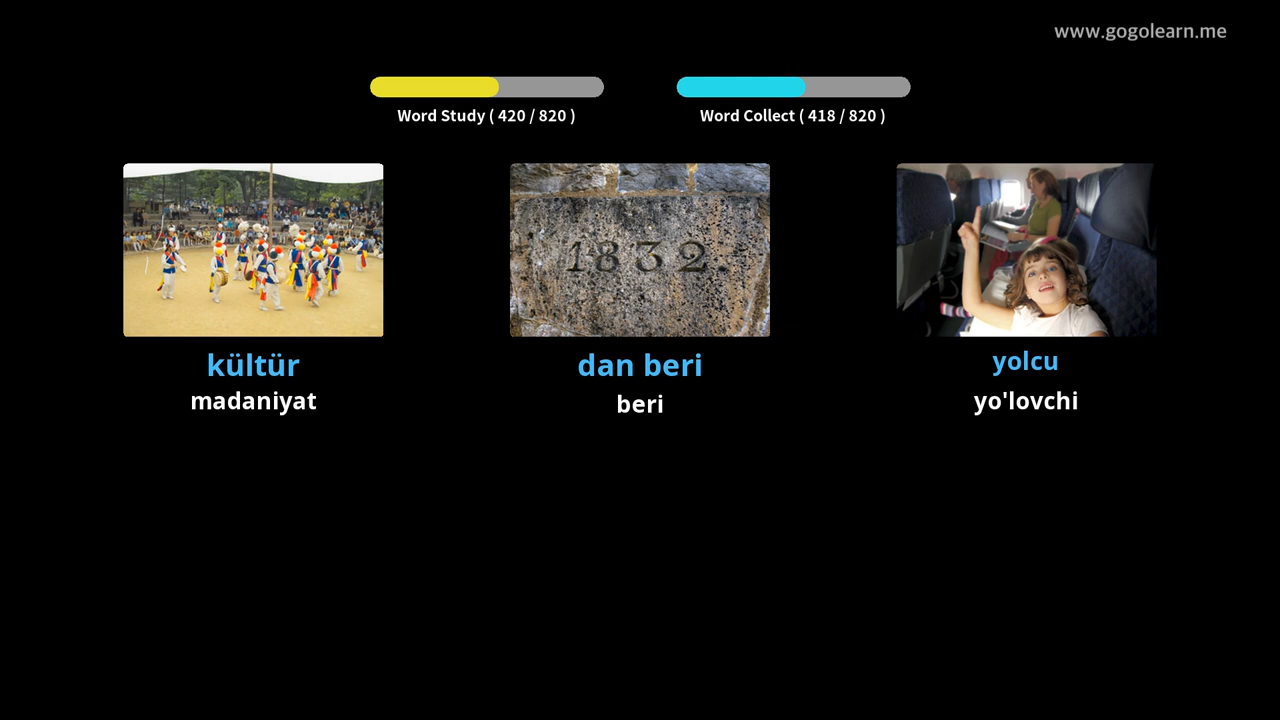 www.gogolearn.me
Word Study ( 420 / 820 )
Word Collect ( 418 / 820 )
1832
kültür
dan beri
yolcu
madaniyat
beri
yo'lovchi